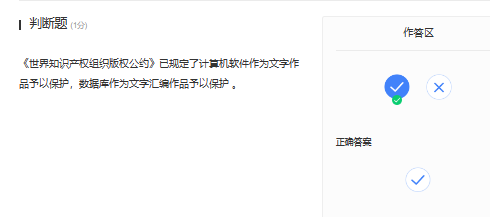 判断题 (1分)
《世界知识产权组织版权公约》已规定了计算机软件作为文字作
品予以保护，数据库作为文字汇编作品予以保护 。
作答区
正确答案